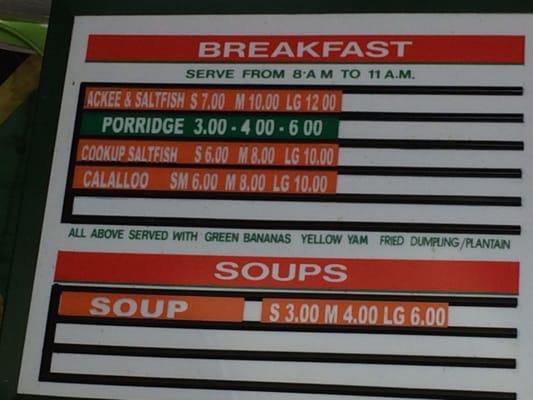 BREAKFAST
SERVE FROM 8·A M TO 11 A.M.
ACKEE & SALTFISH S 7.00 M 10.00 LG 12 00
PORRIDGE 3.00 - 4 00 - 6 00
COOKUP SALTFISH S 6.00 M 8.00 LG 10.00
CALALLOO SM 6.00 M 8.00 LG 10.00
ALL ABOVE SERVED WITH GREEN BANANAS YELLOW YAM FRIED DUMPLING/PLANTAIN
SOUPS
SOUP S 3.00 M 4.00 LG 6.00